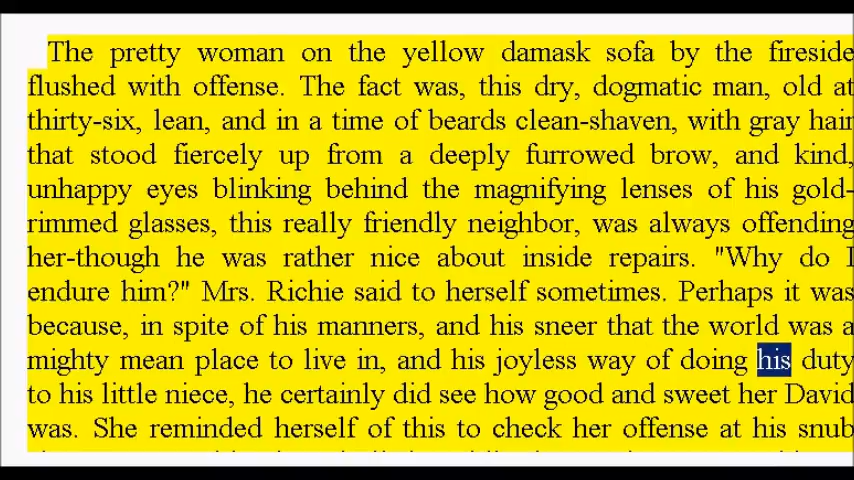 The pretty woman on the yellow damask sofa by the fireside
flushed with offense. The fact was, this dry, dogmatic man, old at
thirty-six, lean, and in a time of beards clean-shaven, with gray hair
that stood fiercely up from a deeply furrowed brow, and kind,
unhappy eyes blinking behind the magnifying lenses of his gold-
rimmed glasses, this really friendly neighbor, was always offending
her-though he was rather nice about inside repairs. "Why do I
endure him?" Mrs. Richie said to herself sometimes. Perhaps it was
because, in spite of his manners, and his sneer that the world was a
mighty mean place to live in, and his joyless way of doing his duty
to his little niece, he certainly did see how good and sweet her David
was. She reminded herself of this to check her offense at his snub